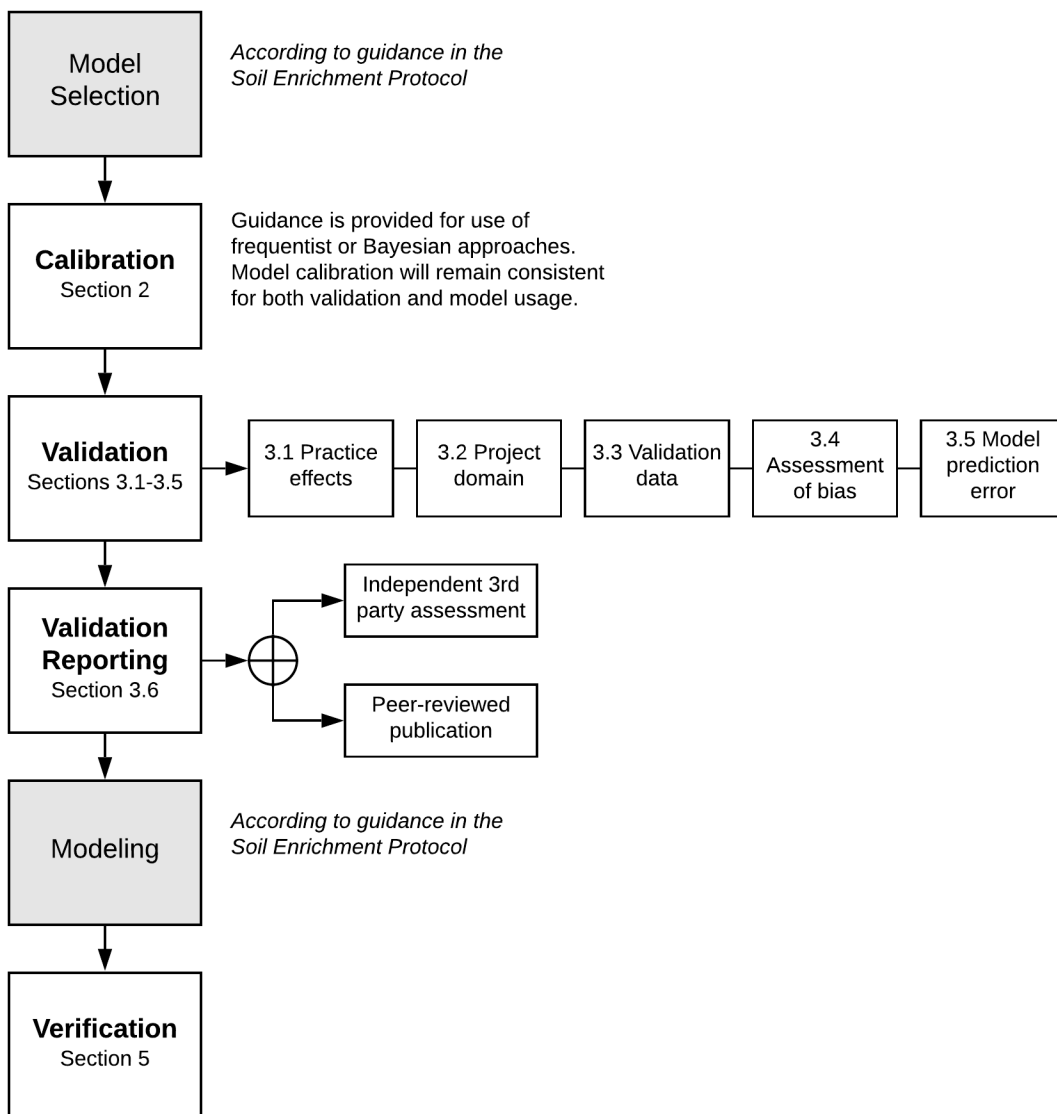 Model
Selection
According to guidance in the
Soil Enrichment Protocol
Calibration
Section 2
Guidance is provided for use of
frequentist or Bayesian approaches.
Model calibration will remain consistent
for both validation and model usage.
Validation
Sections 3.1-3.5
3.1 Practice
effects
3.2 Project
domain
3.3 Validation
data
3.4
Assessment
of bias
3.5 Model
prediction
error
Validation
Reporting
Section 3.6
Independent 3rd
party assessment
Peer-reviewed
publication
Modeling
According to guidance in the
Soil Enrichment Protocol
Verification
Section 5